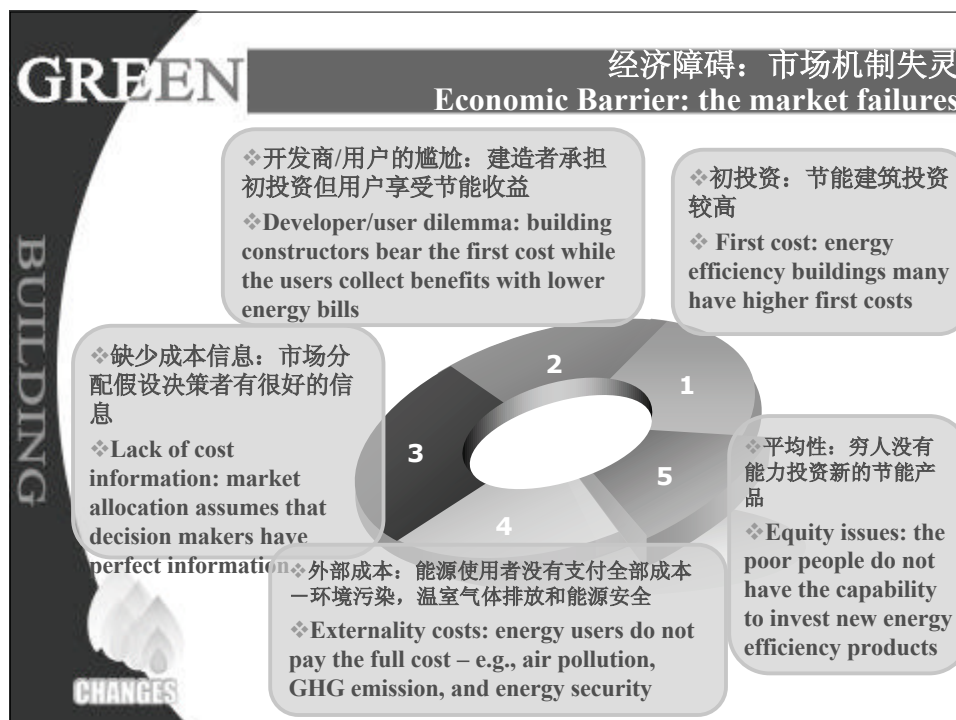 GREEN
BUILDING
CHANGES
经济障碍：市场机制失灵
Economic Barrier: the market failures
❖初投资：节能建筑投资
较高
❖ First cost: energy
efficiency buildings many
have higher first costs
❖开发商/用户的尴尬：建造者承担
初投资但用户享受节能收益
❖Developer/user dilemma: building
constructors bear the first cost while
the users collect benefits with lower
energy bills
❖缺少成本信息：市场分
配假设决策者有很好的信
息
❖Lack of cost
information: market
allocation assumes that
decision makers have
perfect information
❖外部成本：能源使用者没有支付全部成本
－环境污染，温室气体排放和能源安全
❖Externality costs: energy users do not
pay the full cost – e.g., air pollution,
GHG emission, and energy security
❖平均性：穷人没有
能力投资新的节能产
品
❖Equity issues: the
poor people do not
have the capability
to invest new energy
efficiency products
1
2
3
4
5